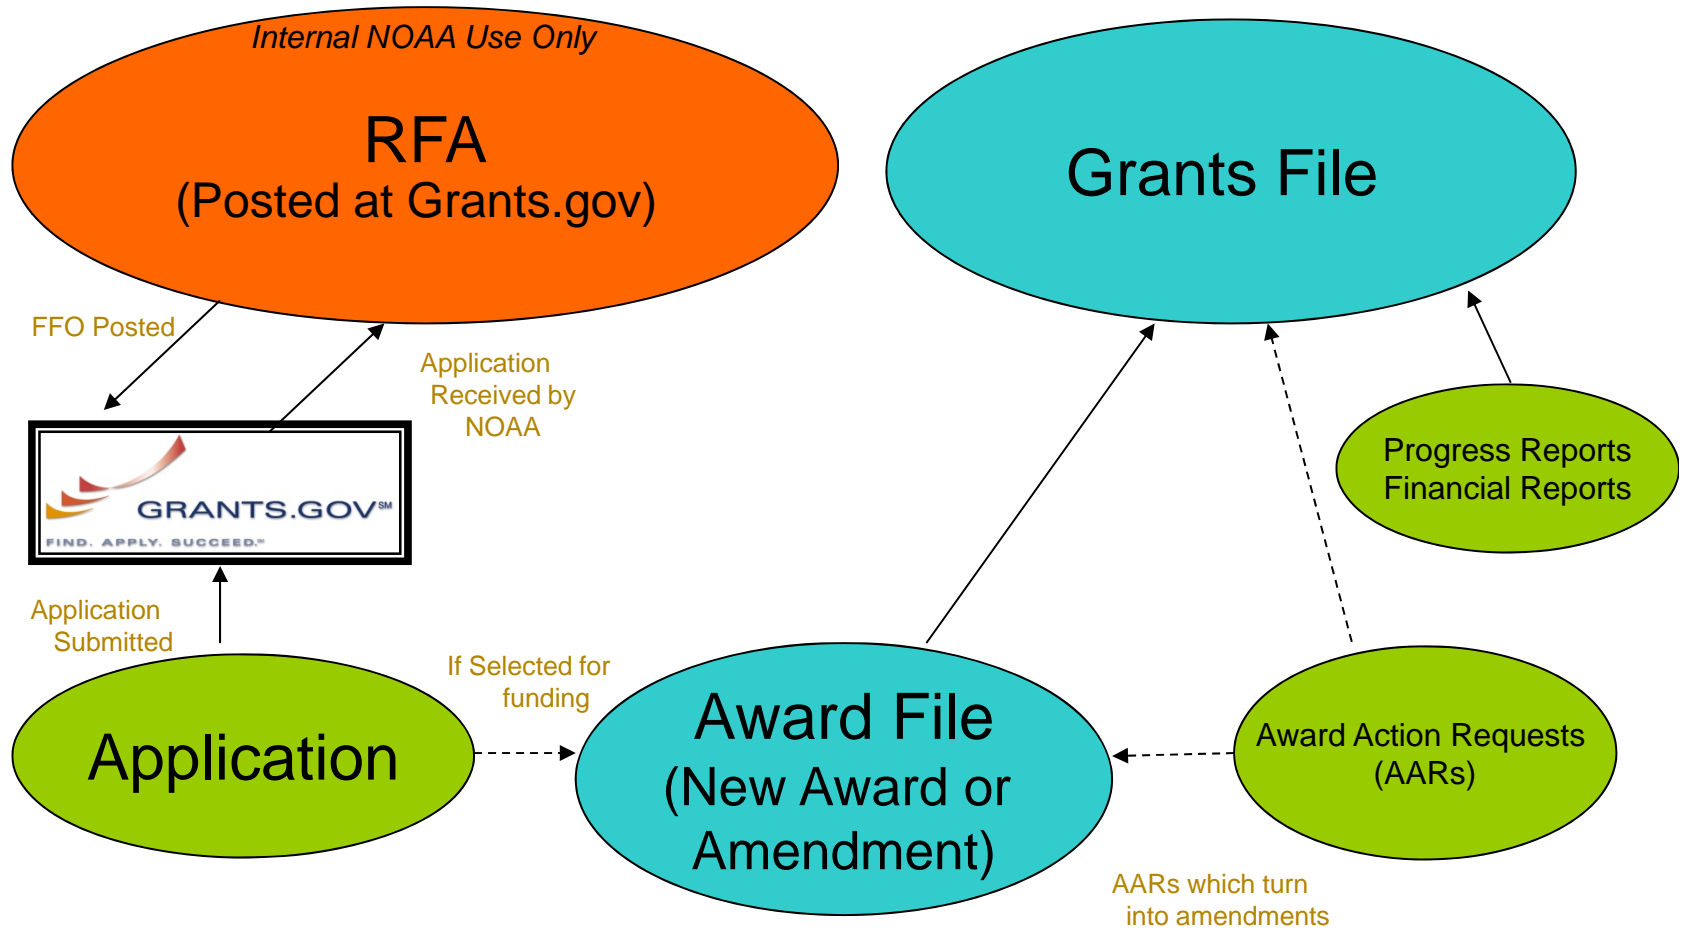 Internal NOAA Use Only
RFA
(Posted at Grants.gov)
Grants File
FFO Posted
Application
Received by
NOAA
GRANTS.GOV℠
FIND. APPLY. SUCCEED.℠
Progress Reports
Financial Reports
Application
Submitted
Application
If Selected for
funding
Award File
(New Award or
Amendment)
Award Action Requests
(AARs)
AARs which turn
into amendments